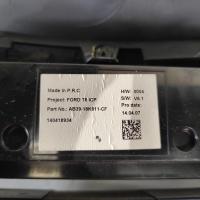 Made in P.R.C
Project: FORD T6 ICP
Part No.: AB39-18K811-CF
140418934
H/W: 0004
S/W: V6.1
Pro date:
14.04.07